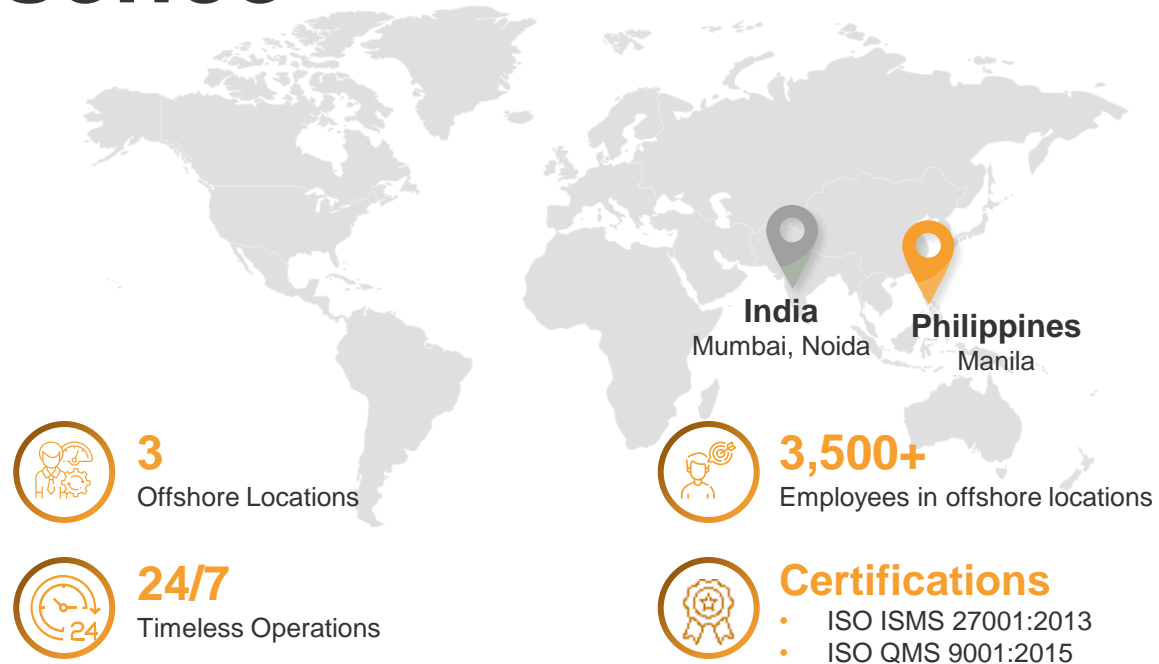 India
Mumbai, Noida
Philippines
Manila
3
Offshore Locations
3,500+
Employees in offshore locations
24/7
Timeless Operations
24
Certifications
• ISO ISMS 27001:2013
• ISO QMS 9001:2015